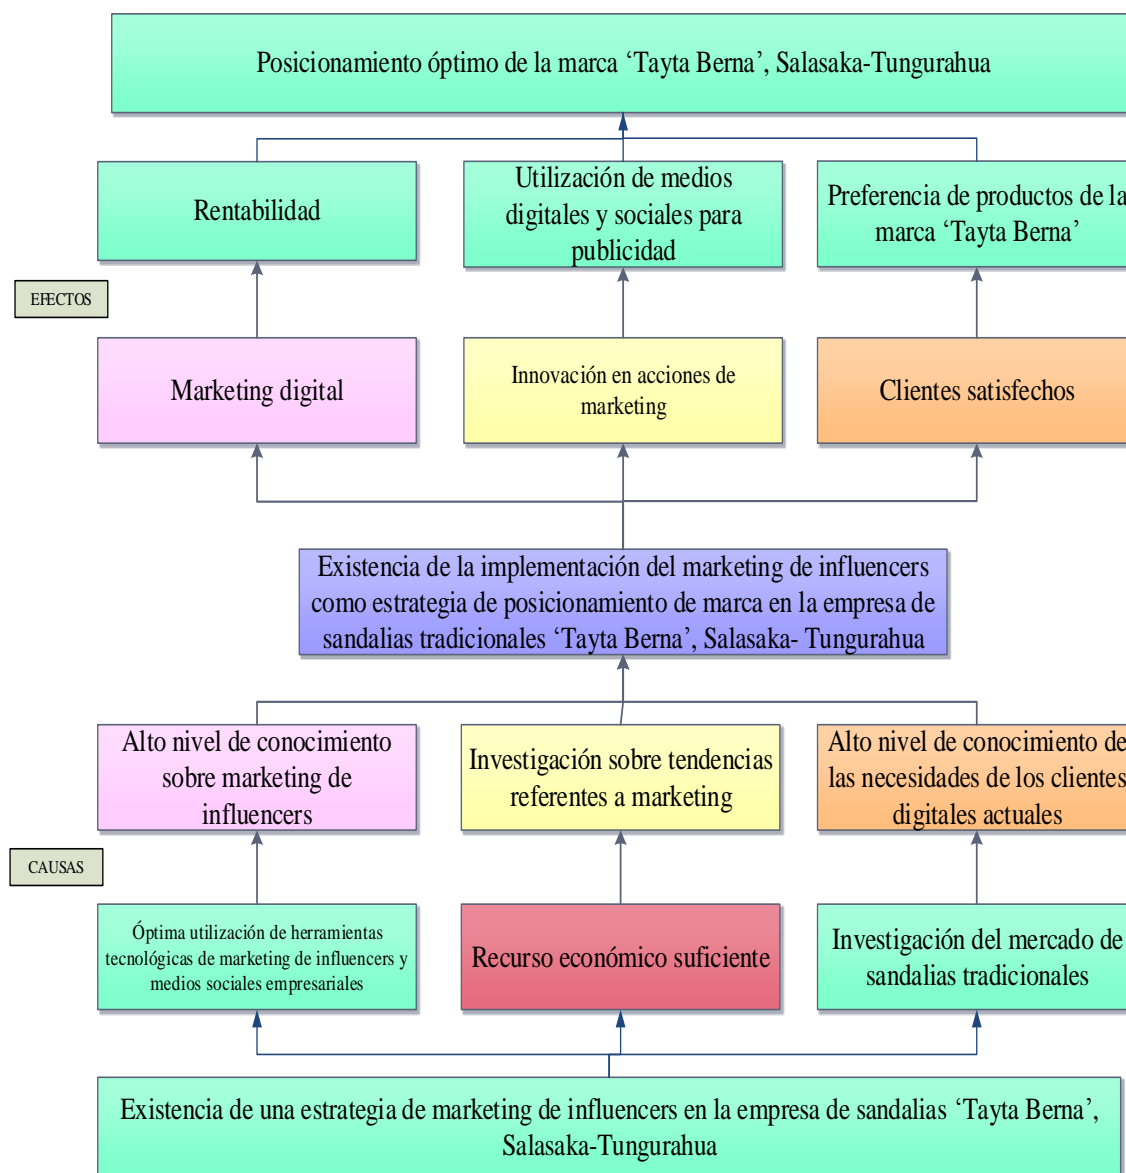 Posicionamiento óptimo de la marca ‘Tayta Berna’, Salasaka-Tungurahua
Rentabilidad
Utilización de medios
digitales y sociales para
publicidad
Preferencia de productos de la
marca ‘Tayta Berna’
EFECTOS
Marketing digital
Innovación en acciones de
marketing
Clientes satisfechos
Existencia de la implementación del marketing de influencers
como estrategia de posicionamiento de marca en la empresa de
sandalias tradicionales ‘Tayta Berna’, Salasaka- Tungurahua
Alto nivel de conocimiento
sobre marketing de
influencers
Investigación sobre tendencias
referentes a marketing
Alto nivel de conocimiento de
las necesidades de los clientes
digitales actuales
CAUSAS
Óptima utilización de herramientas
tecnológicas de marketing de influencers y
medios sociales empresariales
Recurso económico suficiente
Investigación del mercado de
sandalias tradicionales
Existencia de una estrategia de marketing de influencers en la empresa de sandalias ‘Tayta Berna’,
Salasaka-Tungurahua